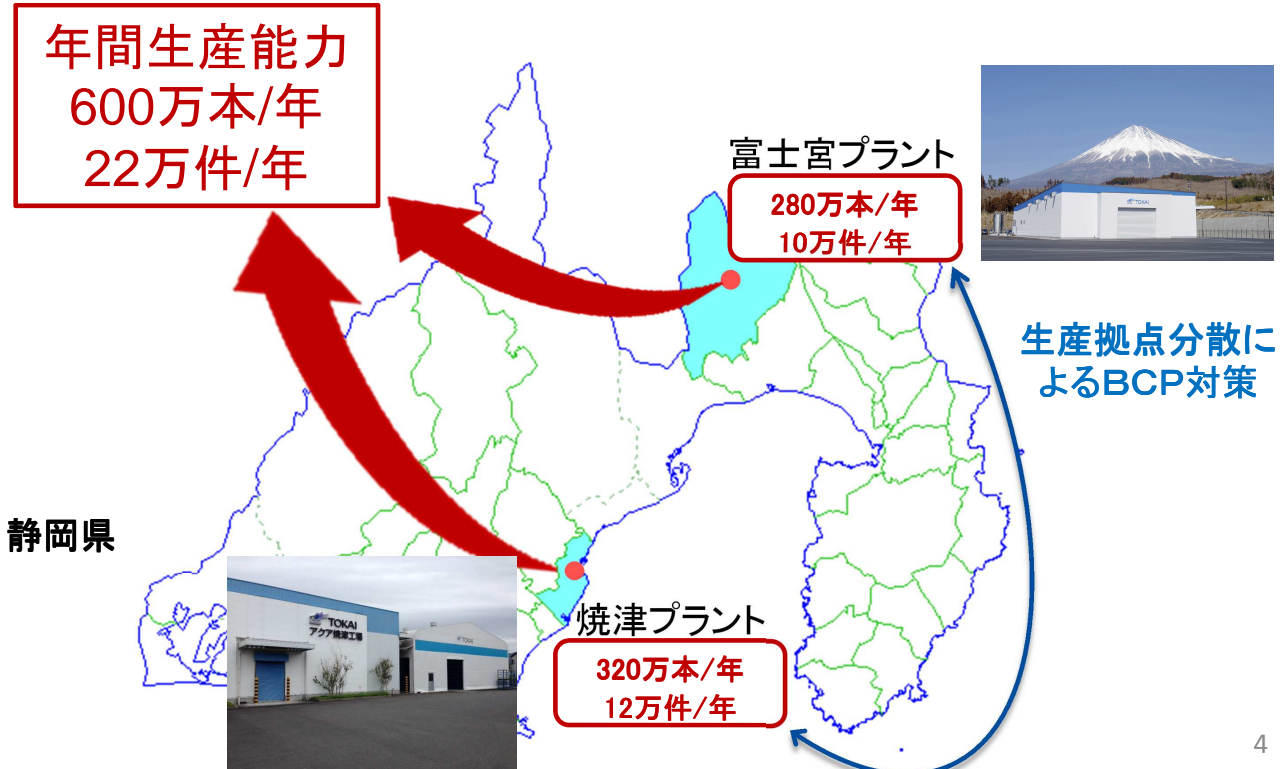 年間生産能力
600万本/年
22万件/年
富士宮プラント
280万本/年
10万件/年
TOKAI
生産拠点分散に
よるBCP対策
静岡県
TOKAI
アクア焼津工場
TOKAI
焼津プラント
320万本/年
12万件/年
4